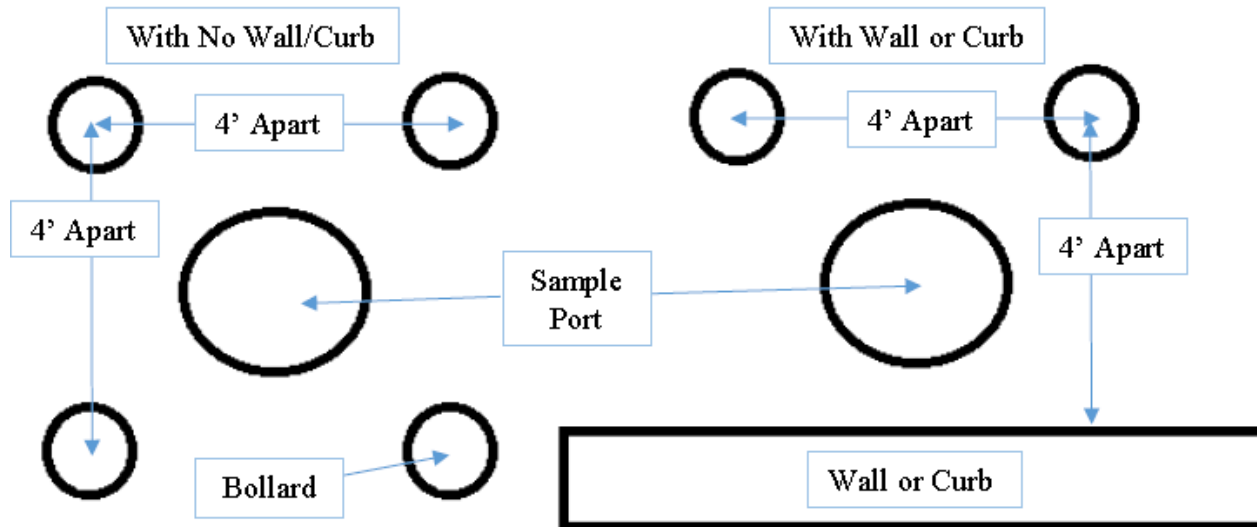 With No Wall/Curb
With Wall or Curb
4’ Apart
4’ Apart
4’ Apart
4’ Apart
Sample
Port
Bollard
Wall or Curb